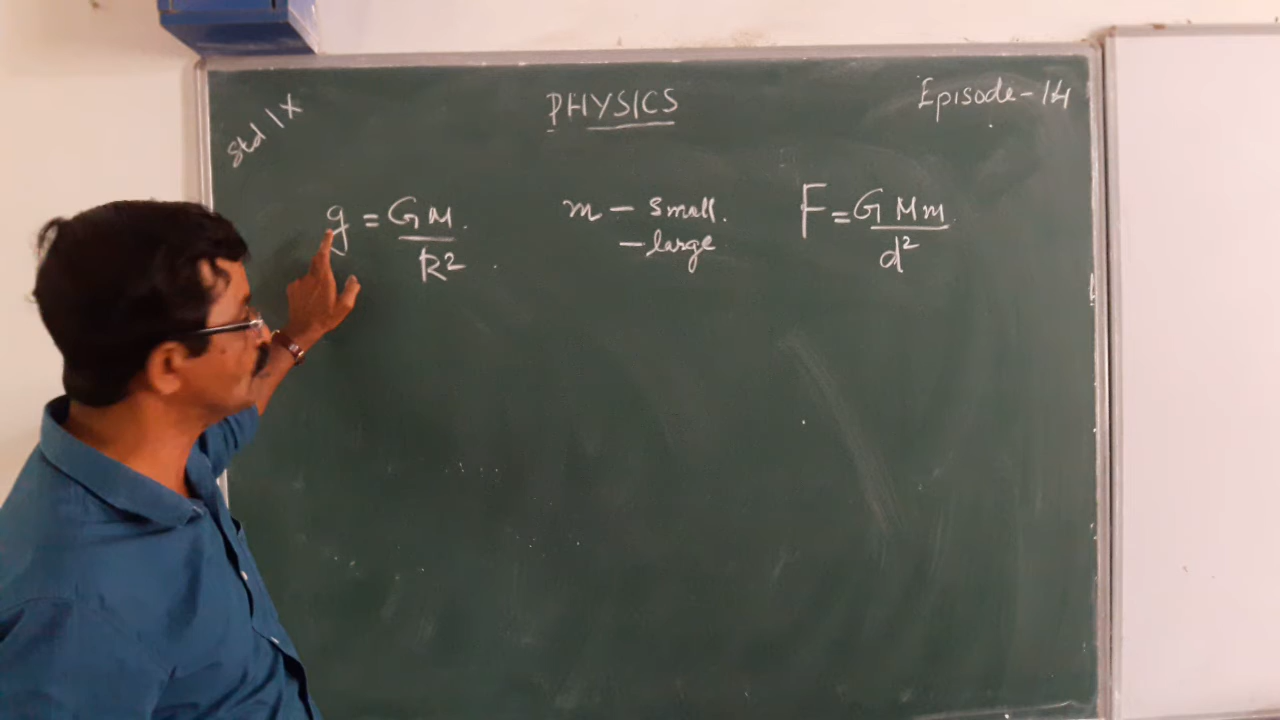 std IX
PHYSICS
Episode-14
g = GM
R²
m - small.
- large
F = G Mm
d²